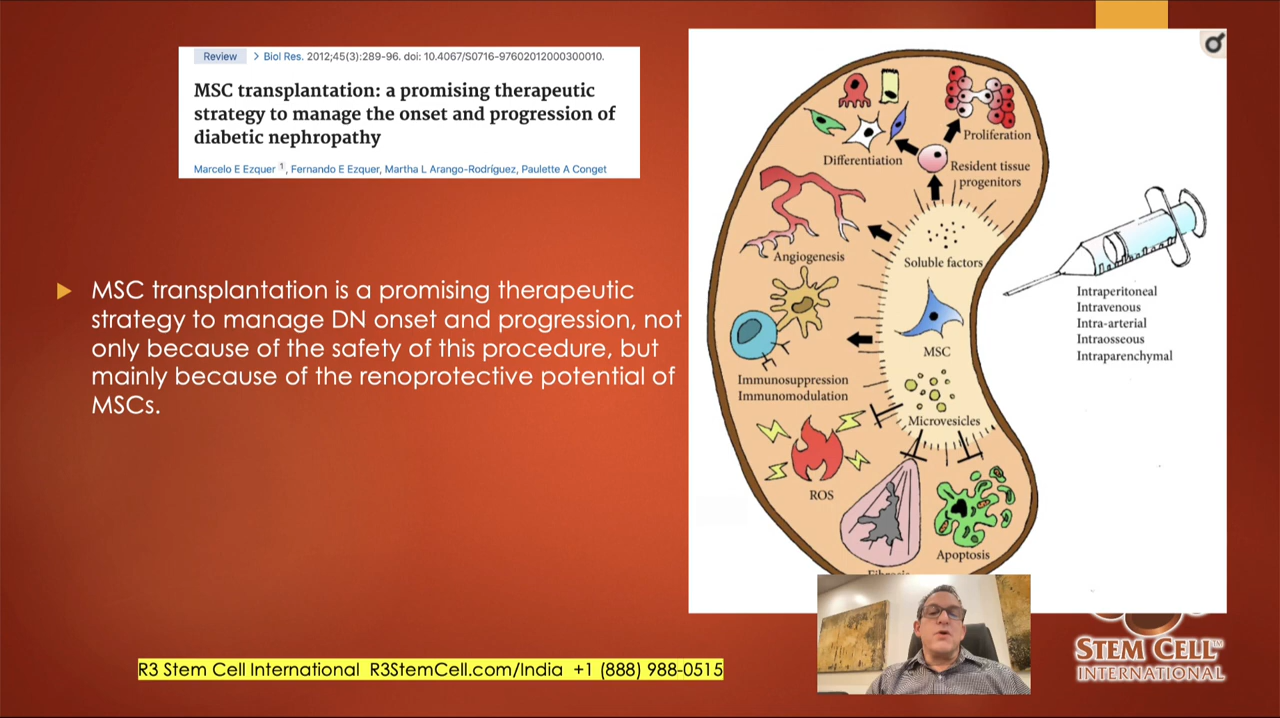 Review > Biol Res. 2012;45(3):289-96. doi: 10.4067/S0716-97602012000300010.
MSC transplantation: a promising therapeutic
strategy to manage the onset and progression of
diabetic nephropathy
Marcelo E Ezquer 1, Fernando E Ezquer, Martha L Arango-Rodríguez, Paulette A Conget
MSC transplantation is a promising therapeutic
strategy to manage DN onset and progression, not
only because of the safety of this procedure, but
mainly because of the renoprotective potential of
MSCs.
Proliferation
Differentiation
Resident tissue
progenitors
Angiogenesis
Soluble factors
MSC
Immunosuppression
Immunomodulation
Microvesicles
ROS
Apoptosis
Fibrosis
Intraperitoneal
Intravenous
Intra-arterial
Intraosseous
Intraparenchymal
R3 Stem Cell International R3StemCell.com/India +1 (888) 988-0515
STEM CELL™
INTERNATIONAL